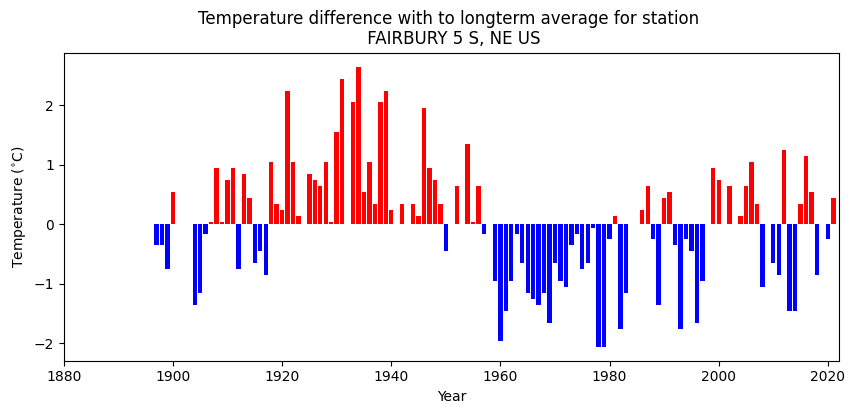 Temperature difference with to longterm average for station
FAIRBURY 5 S, NE US
Temperature (°C)
2
1
0
−1
−2
1880 1900 1920 1940 1960 1980 2000 2020
Year